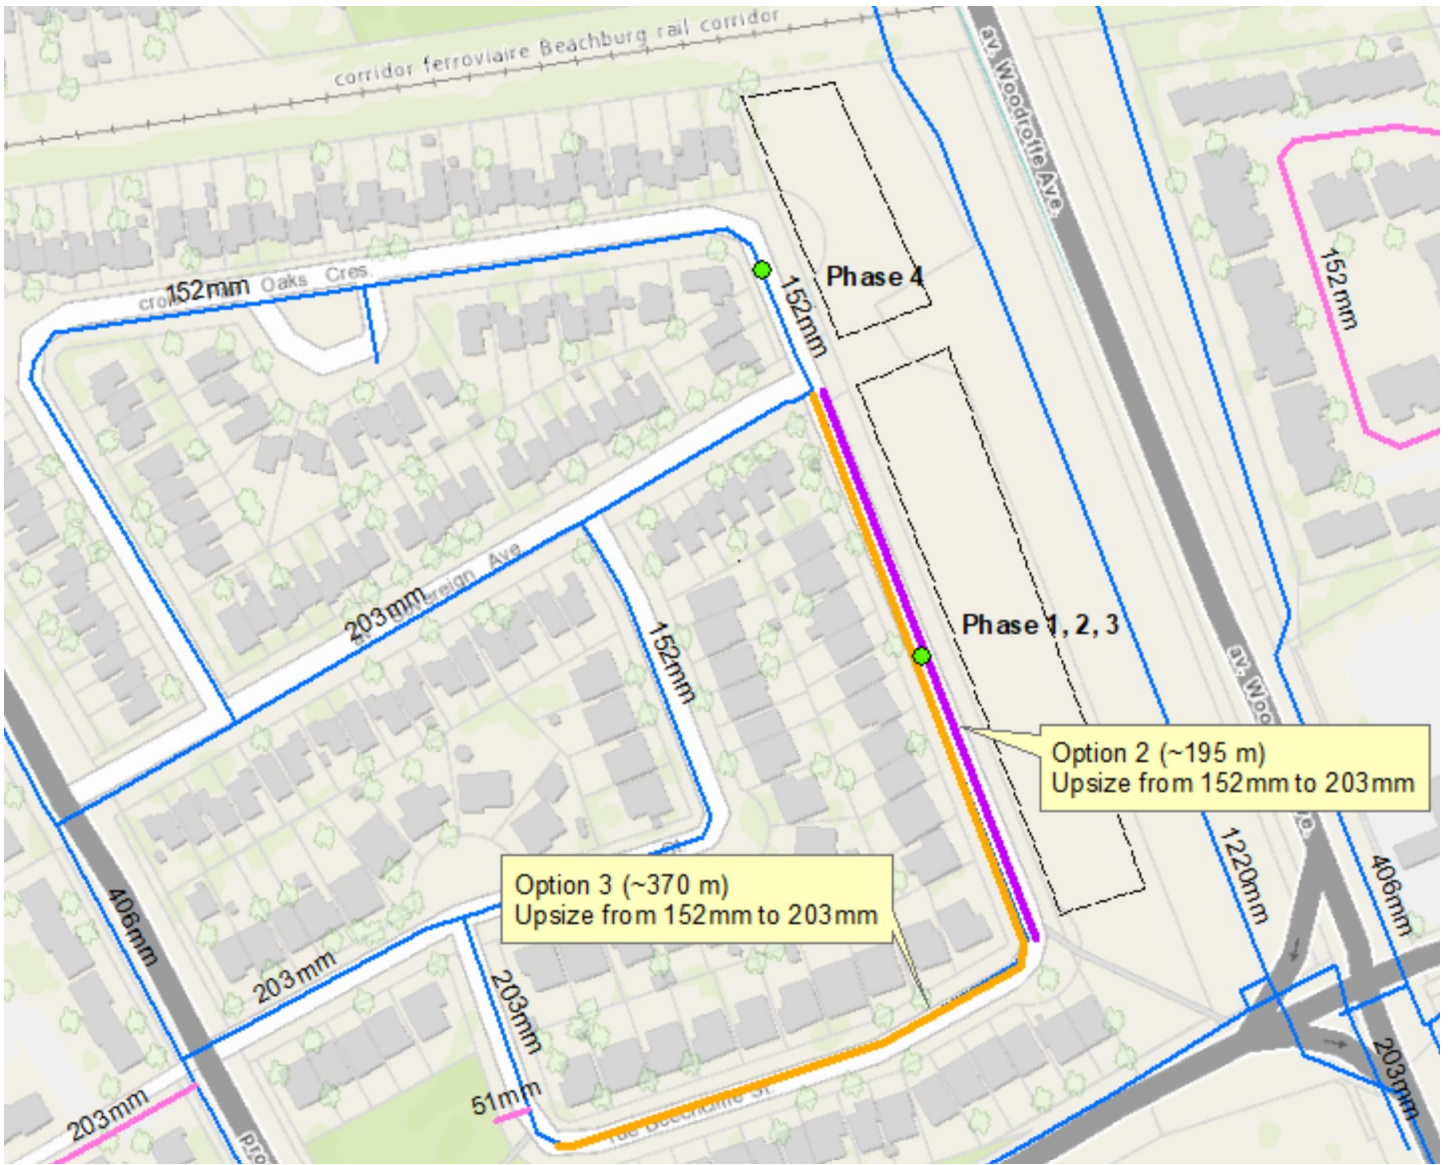 corridor ferroviaire Beachburg rail corridor
av. Woodroffe Ave.
152mm
Oaks Cres.
152mm
Phase 4
152mm
203mm
152mm
Phase 1, 2, 3
Option 2 (~195 m)
Upsize from 152mm to 203mm
Option 3 (~370 m)
Upsize from 152mm to 203mm
406mm
203mm
203mm
1220mm
406mm
51mm
203mm
203mm